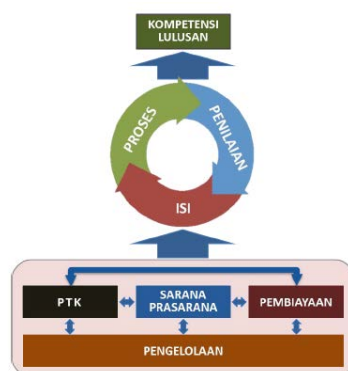 KOMPETENSI
LULUSAN
PROSES
PENILAIAN
ISI
PTK
SARANA
PRASARANA
PEMBIAYAAN
PENGELOLAAN